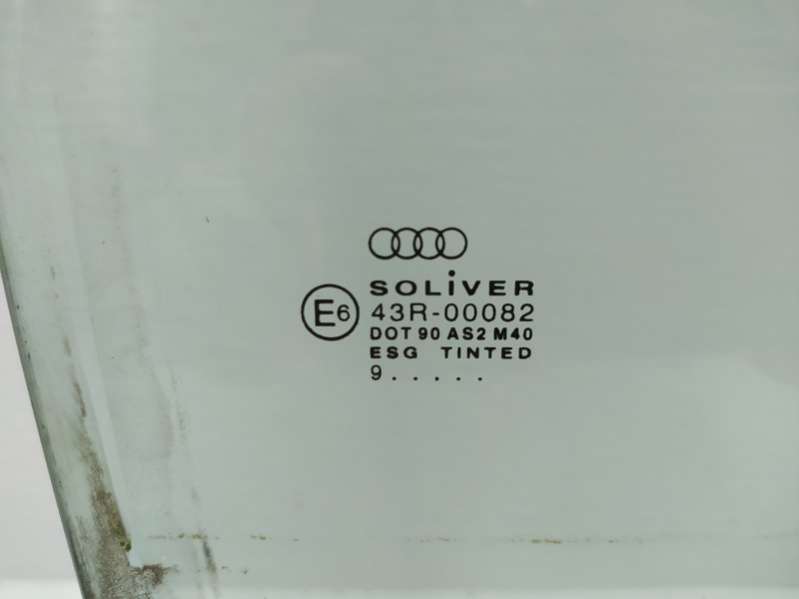 SOLiVER
E6
43R-00082
DOT 90 AS2 M40
ESG TINTED
9.....